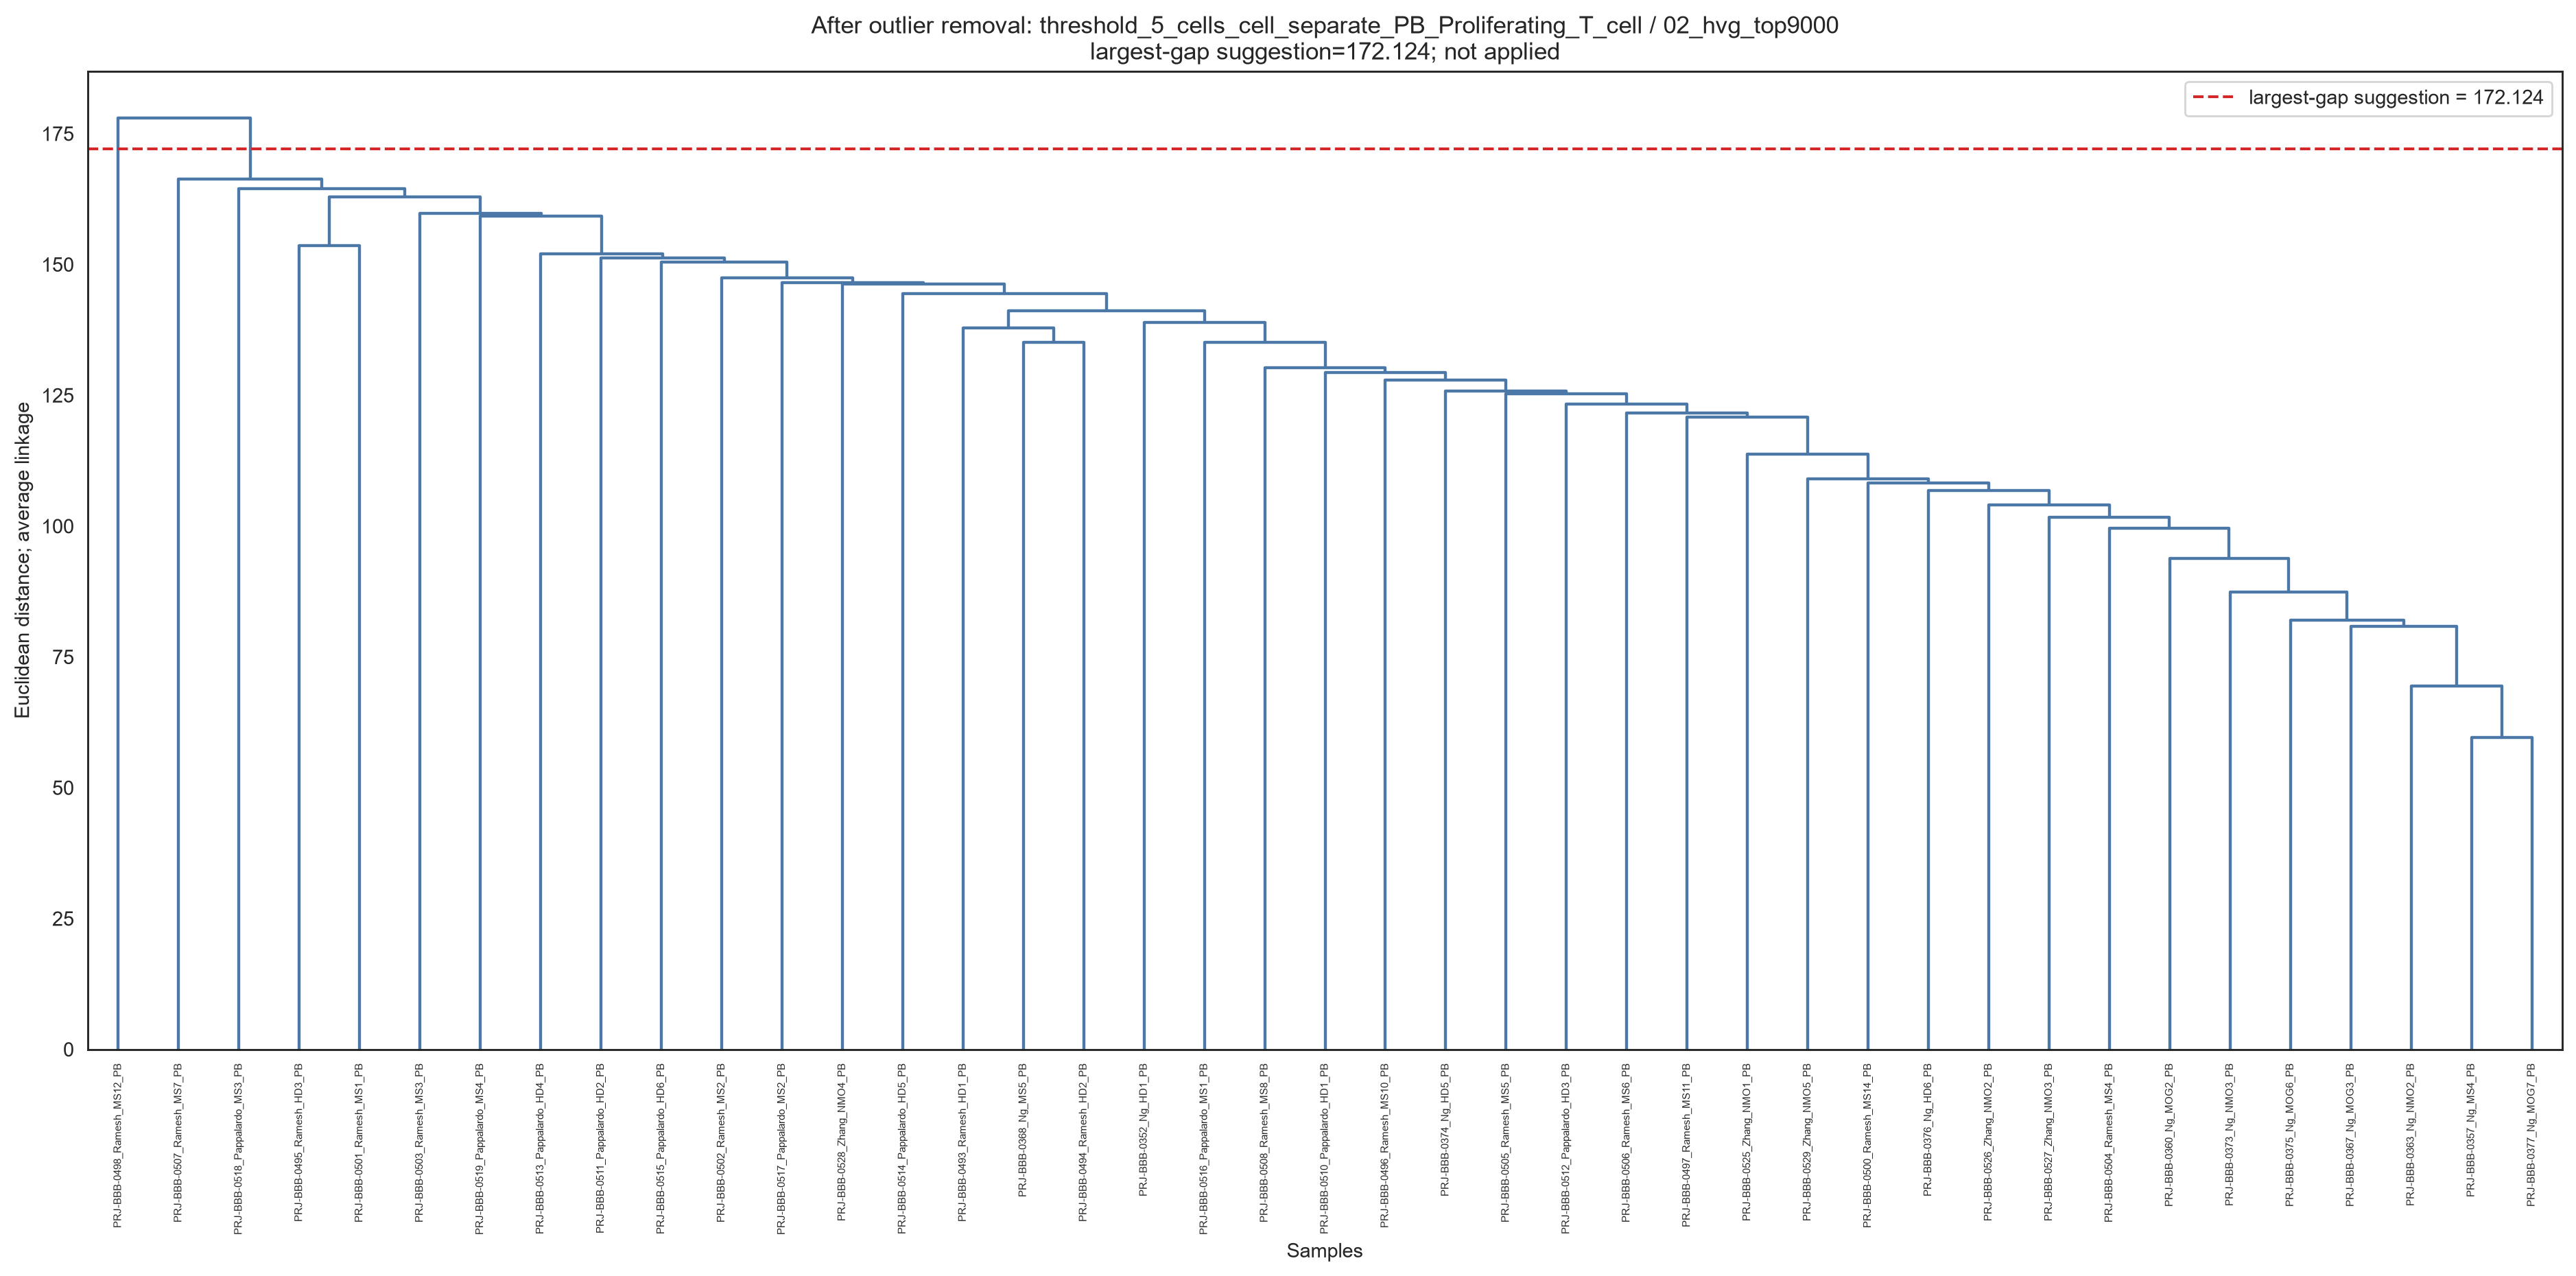 After outlier removal: threshold_5_cells_cell_separate_PB_Proliferating_T_cell / 02_hvg_top9000
largest-gap suggestion=172.124; not applied
largest-gap suggestion = 172.124
Euclidean distance; average linkage
175
150
125
100
75
50
25
0
PRJ-BBB-0498_Ramesh_MS12_PB
PRJ-BBB-0507_Ramesh_MS7_PB
PRJ-BBB-0518_Pappalardo_MS3_PB
PRJ-BBB-0495_Ramesh_HD3_PB
PRJ-BBB-0501_Ramesh_MS1_PB
PRJ-BBB-0503_Ramesh_MS3_PB
PRJ-BBB-0519_Pappalardo_MS4_PB
PRJ-BBB-0513_Pappalardo_HD4_PB
PRJ-BBB-0511_Pappalardo_HD2_PB
PRJ-BBB-0515_Pappalardo_HD6_PB
PRJ-BBB-0502_Ramesh_MS2_PB
PRJ-BBB-0517_Pappalardo_MS2_PB
PRJ-BBB-0528_Zhang_NMO4_PB
PRJ-BBB-0514_Pappalardo_HD5_PB
PRJ-BBB-0493_Ramesh_HD1_PB
PRJ-BBB-0368_Ng_MS5_PB
PRJ-BBB-0494_Ramesh_HD2_PB
PRJ-BBB-0352_Ng_HD1_PB
PRJ-BBB-0516_Pappalardo_MS1_PB
PRJ-BBB-0508_Ramesh_MS8_PB
PRJ-BBB-0510_Pappalardo_HD1_PB
PRJ-BBB-0496_Ramesh_MS10_PB
PRJ-BBB-0374_Ng_HD5_PB
PRJ-BBB-0505_Ramesh_MS5_PB
PRJ-BBB-0512_Pappalardo_HD3_PB
PRJ-BBB-0506_Ramesh_MS6_PB
PRJ-BBB-0497_Ramesh_MS11_PB
PRJ-BBB-0525_Zhang_NMO1_PB
PRJ-BBB-0529_Zhang_NMO5_PB
PRJ-BBB-0500_Ramesh_MS14_PB
PRJ-BBB-0376_Ng_HD6_PB
PRJ-BBB-0526_Zhang_NMO2_PB
PRJ-BBB-0527_Zhang_NMO3_PB
PRJ-BBB-0504_Ramesh_MS4_PB
PRJ-BBB-0360_Ng_MOG2_PB
PRJ-BBB-0373_Ng_NMO3_PB
PRJ-BBB-0375_Ng_MOG6_PB
PRJ-BBB-0367_Ng_MOG3_PB
PRJ-BBB-0363_Ng_NMO2_PB
PRJ-BBB-0357_Ng_MS4_PB
PRJ-BBB-0377_Ng_MOG7_PB
Samples